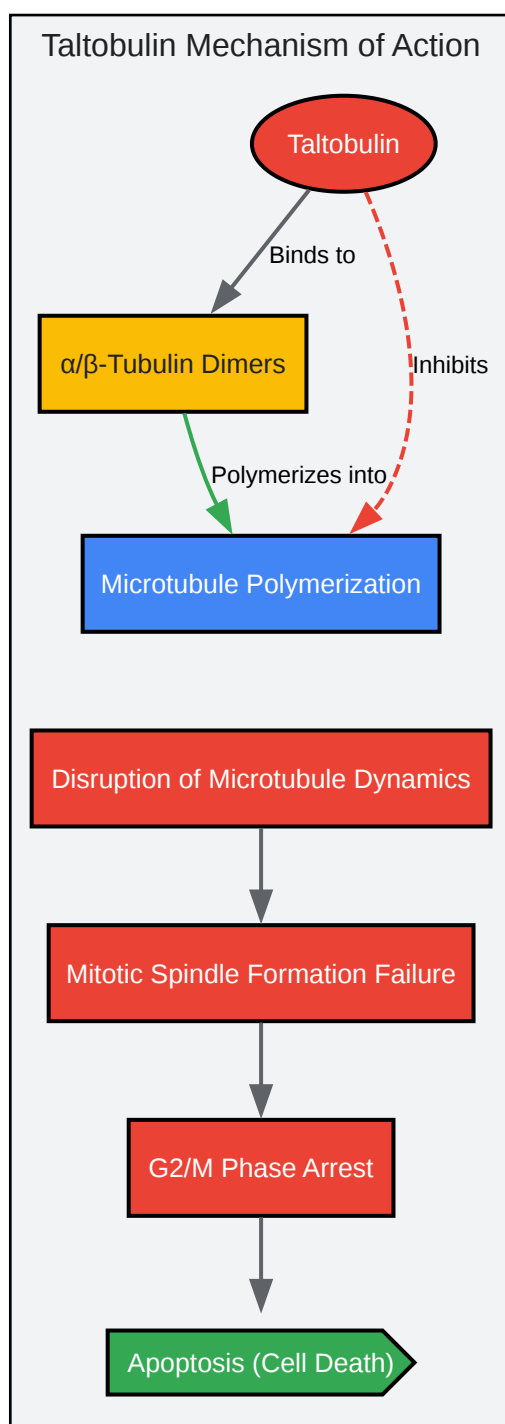 Taltobulin Mechanism of Action
Taltobulin
Binds to
α/β-Tubulin Dimers
Inhibits
Polymerizes into
Microtubule Polymerization
Disruption of Microtubule Dynamics
Mitotic Spindle Formation Failure
G2/M Phase Arrest
Apoptosis (Cell Death)